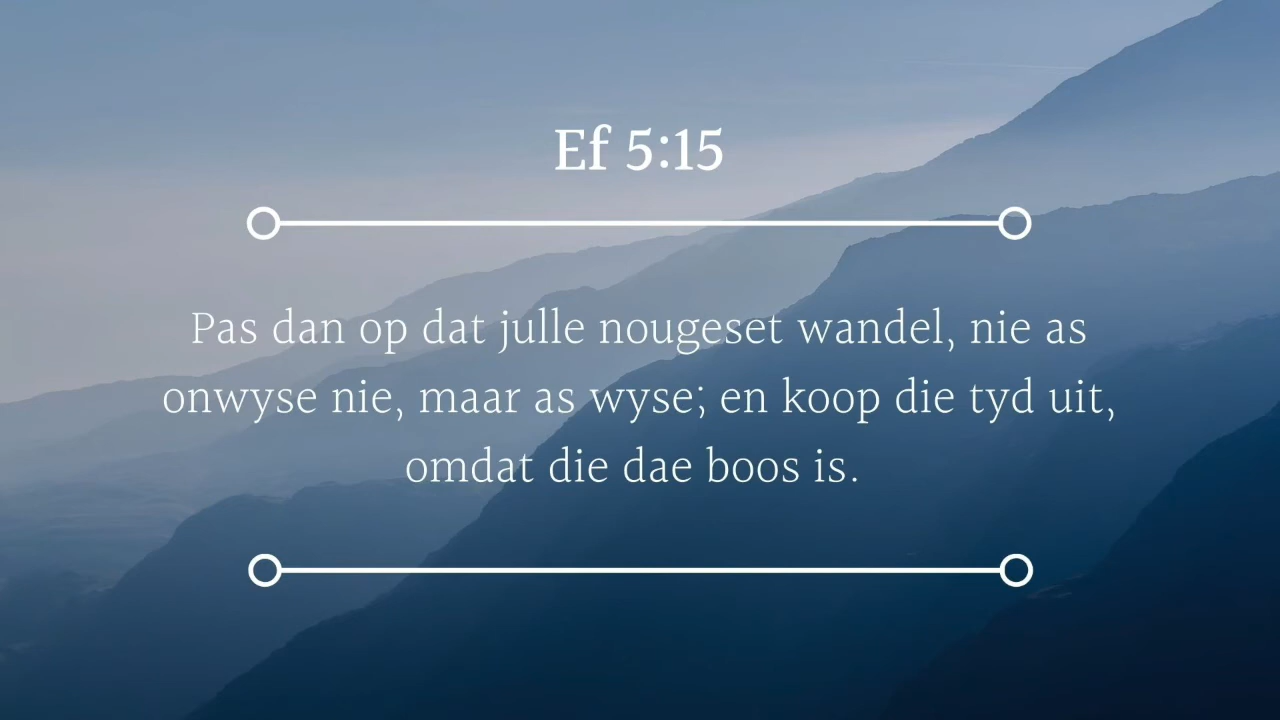 Ef 5:15
Pas dan op dat julle nougeset wandel, nie as
onwyse nie, maar as wyse; en koop die tyd uit,
omdat die dae boos is.